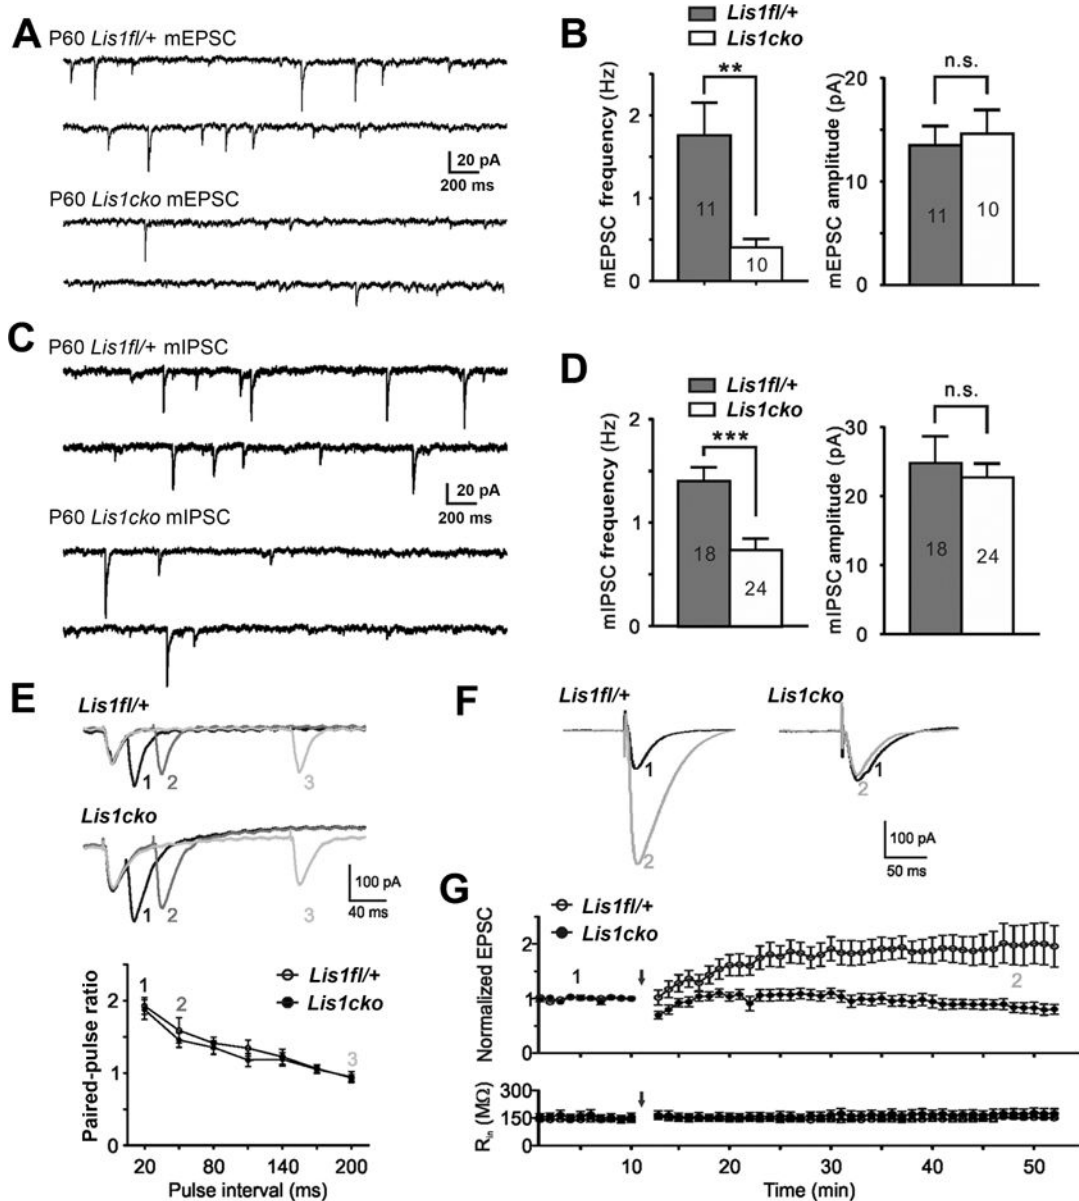 A
P60 Lis1fl/+ mEPSC
20 pA
200 ms
P60 Lis1cko mEPSC
B
Lis1fl/+
Lis1cko
mEPSC frequency (Hz)
2
1
0
**
11
10
mEPSC amplitude (pA)
20
10
0
n.s.
11
10
C
P60 Lis1fl/+ mIPSC
20 pA
200 ms
P60 Lis1cko mIPSC
D
Lis1fl/+
Lis1cko
mIPSC frequency (Hz)
2
1
0
***
18
24
mIPSC amplitude (pA)
30
20
10
0
n.s.
18
24
E
Lis1fl/+
1 2 3
Lis1cko
1 2 3
100 pA
40 ms
Paired-pulse ratio
2
1
0
1
2
3
Lis1fl/+
Lis1cko
20 80 140 200
Pulse interval (ms)
F
Lis1fl/+
1
2
Lis1cko
1
2
100 pA
50 ms
G
Lis1fl/+
Lis1cko
Normalized EPSC
2
1
0
1
2
Rin (MΩ)
300
150
0
0 10 20 30 40 50
Time (min)